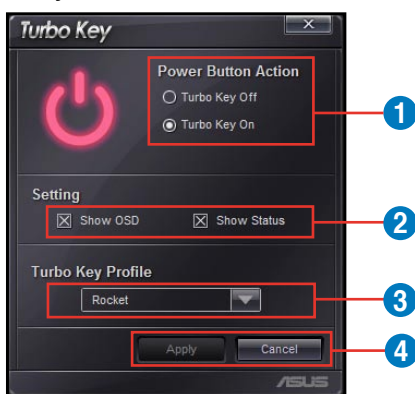 Turbo Key
Power Button Action
Turbo Key Off
Turbo Key On
1
Setting
Show OSD Show Status
2
Turbo Key Profile
Rocket
3
Apply Cancel
4
ASUS